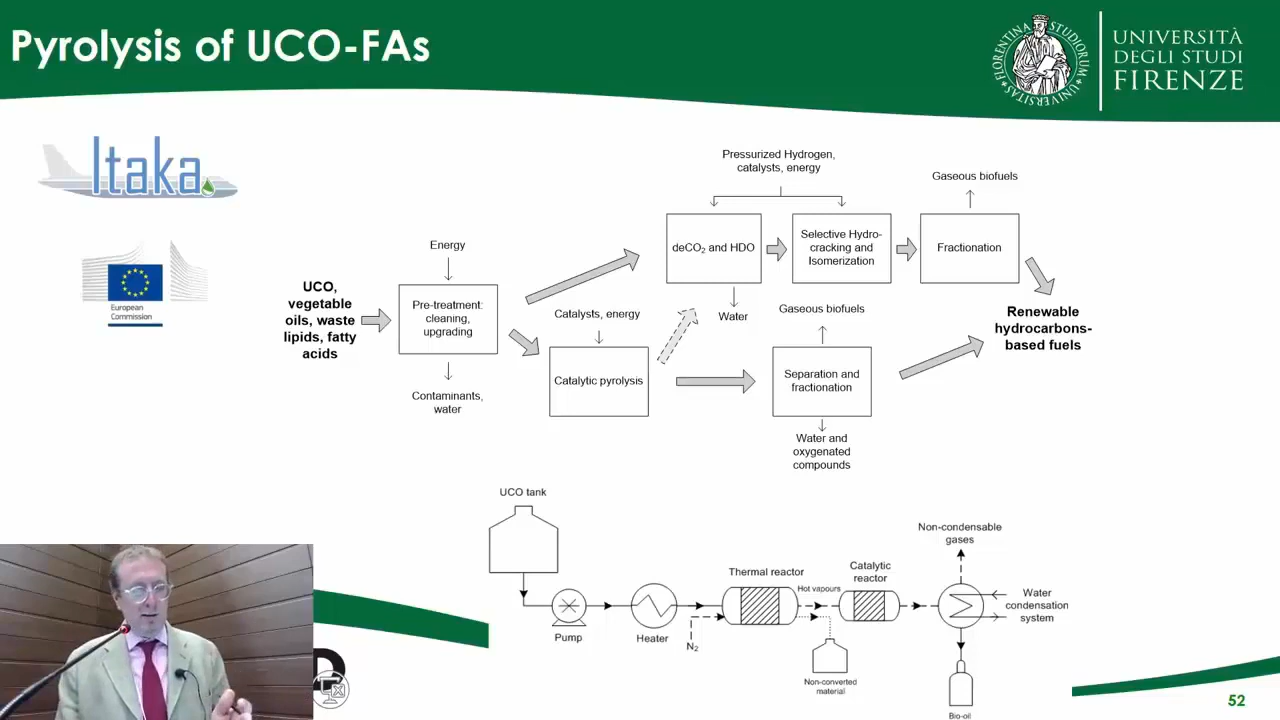 Pyrolysis of UCO-FAs
FLORENTINA STUDIORUM UNIVERSITAS
UNIVERSITÀ
DEGLI STUDI
FIRENZE
Itaka
European
Commission
Pressurized Hydrogen,
catalysts, energy
Gaseous biofuels
deCO₂ and HDO
Selective Hydro-
cracking and
Isomerization
Fractionation
Energy
UCO,
vegetable
oils, waste
lipids, fatty
acids
Pre-treatment:
cleaning,
upgrading
Contaminants,
water
Catalysts, energy
Catalytic pyrolysis
Water
Gaseous biofuels
Separation and
fractionation
Water and
oxygenated
compounds
Renewable
hydrocarbons-
based fuels
UCO tank
Pump
Heater
N₂
Thermal reactor
Hot vapours
Catalytic
reactor
Non-converted
material
Non-condensable
gases
Water
condensation
system
Bio-oil
52